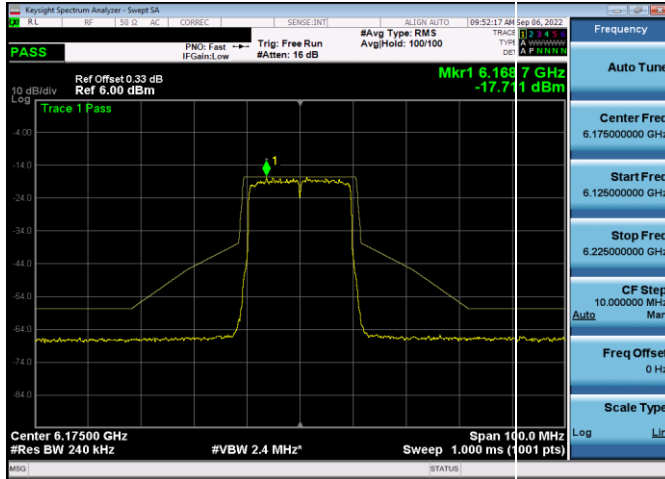 Keysight Spectrum Analyzer - Swept SA
RL RF 50 Ω AC CORREC SENSE:INT ALIGN AUTO 09:52:17 AM Sep 06, 2022
PASS
PNO: Fast
IFGain:Low
Trig: Free Run
#Atten: 16 dB
#Avg Type: RMS
Avg|Hold: 100/100
TRACE 1 2 3 4 5 6
TYPE A WWWWW
DET A P N N N N
Mkr1 6.168 7 GHz
-17.711 dBm
Ref Offset 0.33 dB
10 dB/div Ref 6.00 dBm
Log
Trace 1 Pass
1
-4.00
-14.0
-24.0
-34.0
-44.0
-54.0
-64.0
-74.0
-84.0
Center 6.17500 GHz Span 100.0 MHz
#Res BW 240 kHz #VBW 2.4 MHz* Sweep 1.000 ms (1001 pts)
MSG STATUS
Frequency
Auto Tune
Center Freq
6.175000000 GHz
Start Freq
6.125000000 GHz
Stop Freq
6.225000000 GHz
CF Step
10.000000 MHz
Auto Man
Freq Offset
0 Hz
Scale Type
Log Lin